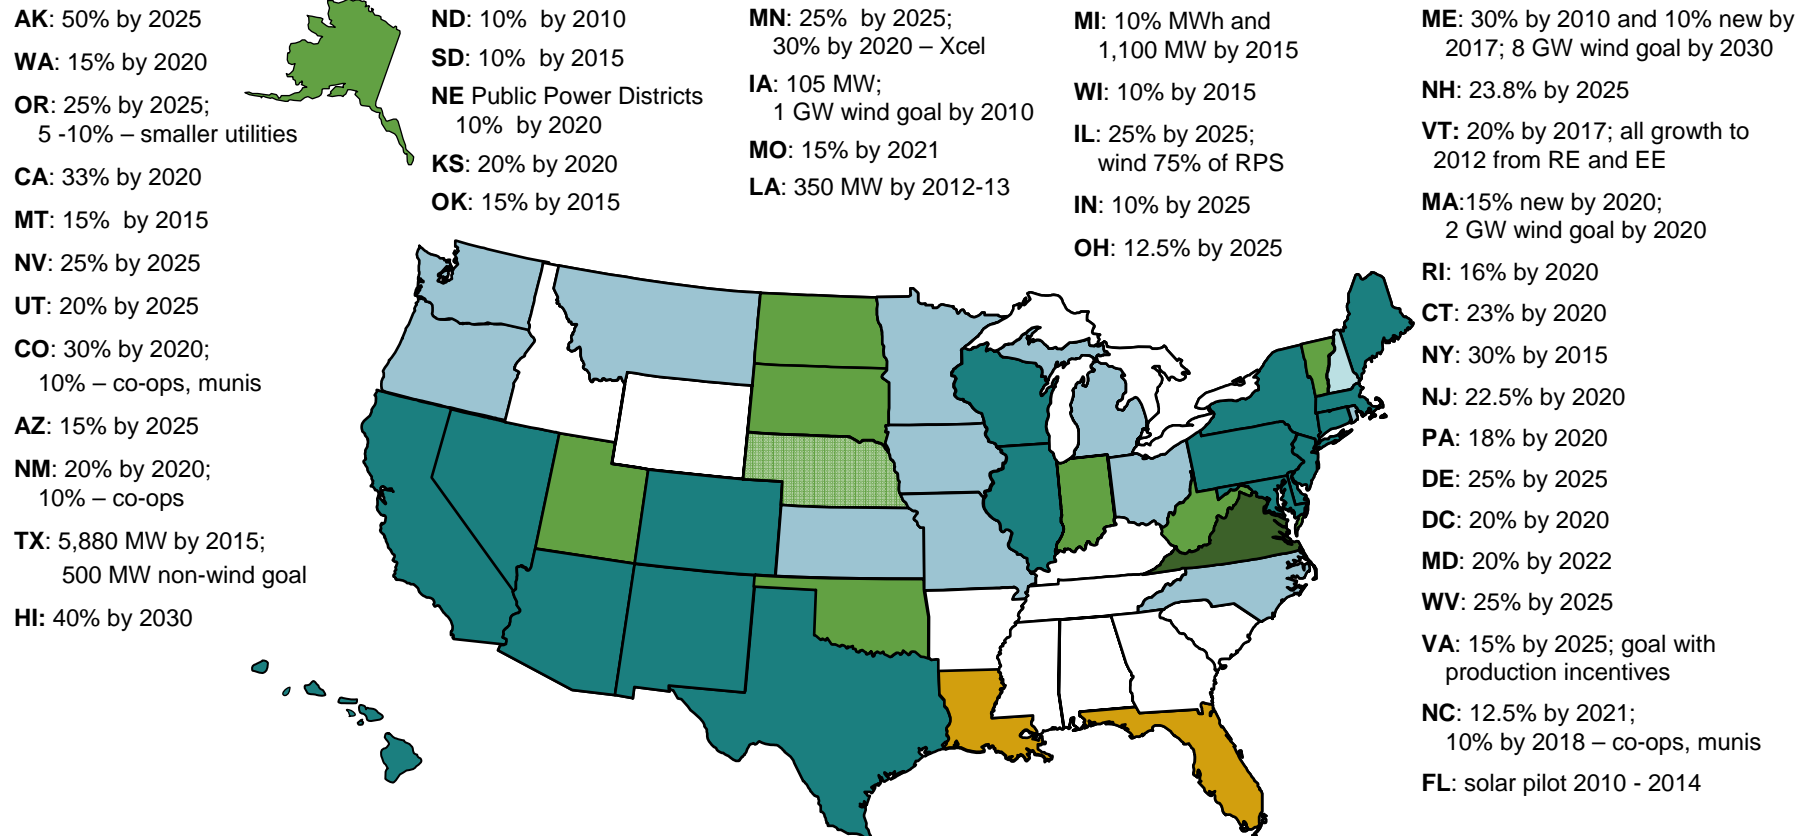 AK: 50% by 2025
WA: 15% by 2020
OR: 25% by 2025;
5 -10% – smaller utilities
CA: 33% by 2020
MT: 15% by 2015
NV: 25% by 2025
UT: 20% by 2025
CO: 30% by 2020;
10% – co-ops, munis
AZ: 15% by 2025
NM: 20% by 2020;
10% – co-ops
TX: 5,880 MW by 2015;
500 MW non-wind goal
HI: 40% by 2030
ND: 10% by 2010
SD: 10% by 2015
NE Public Power Districts
10% by 2020
KS: 20% by 2020
OK: 15% by 2015
MN: 25% by 2025;
30% by 2020 – Xcel
IA: 105 MW;
1 GW wind goal by 2010
MO: 15% by 2021
LA: 350 MW by 2012-13
MI: 10% MWh and
1,100 MW by 2015
WI: 10% by 2015
IL: 25% by 2025;
wind 75% of RPS
IN: 10% by 2025
OH: 12.5% by 2025
ME: 30% by 2010 and 10% new by
2017; 8 GW wind goal by 2030
NH: 23.8% by 2025
VT: 20% by 2017; all growth to
2012 from RE and EE
MA:15% new by 2020;
2 GW wind goal by 2020
RI: 16% by 2020
CT: 23% by 2020
NY: 30% by 2015
NJ: 22.5% by 2020
PA: 18% by 2020
DE: 25% by 2025
DC: 20% by 2020
MD: 20% by 2022
WV: 25% by 2025
VA: 15% by 2025; goal with
production incentives
NC: 12.5% by 2021;
10% by 2018 – co-ops, munis
FL: solar pilot 2010 - 2014